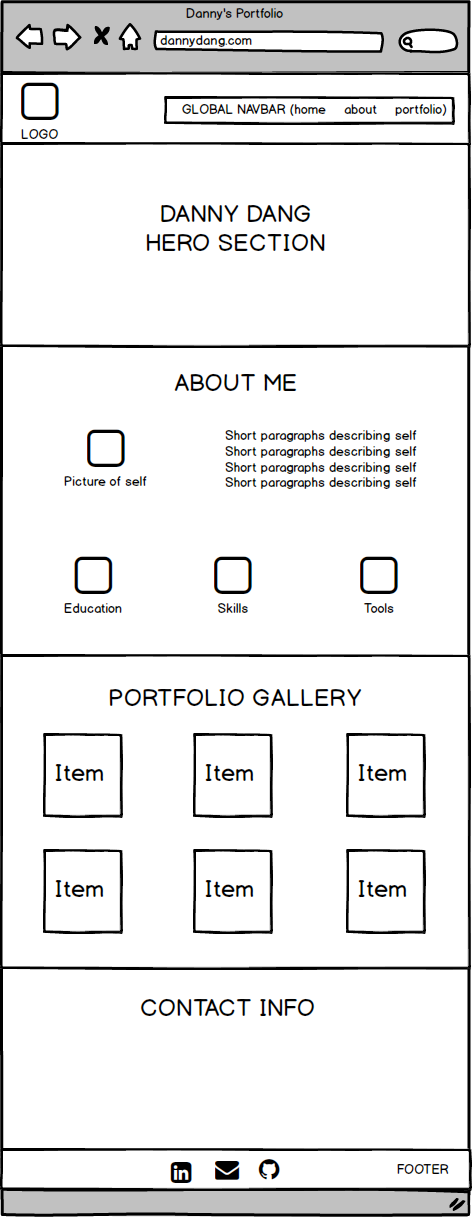 Danny's Portfolio
dannydang.com
LOGO
GLOBAL NAVBAR (home about portfolio)
DANNY DANG
HERO SECTION
ABOUT ME
Picture of self
Short paragraphs describing self
Short paragraphs describing self
Short paragraphs describing self
Short paragraphs describing self
Education Skills Tools
PORTFOLIO GALLERY
Item Item Item
Item Item Item
CONTACT INFO
in
FOOTER